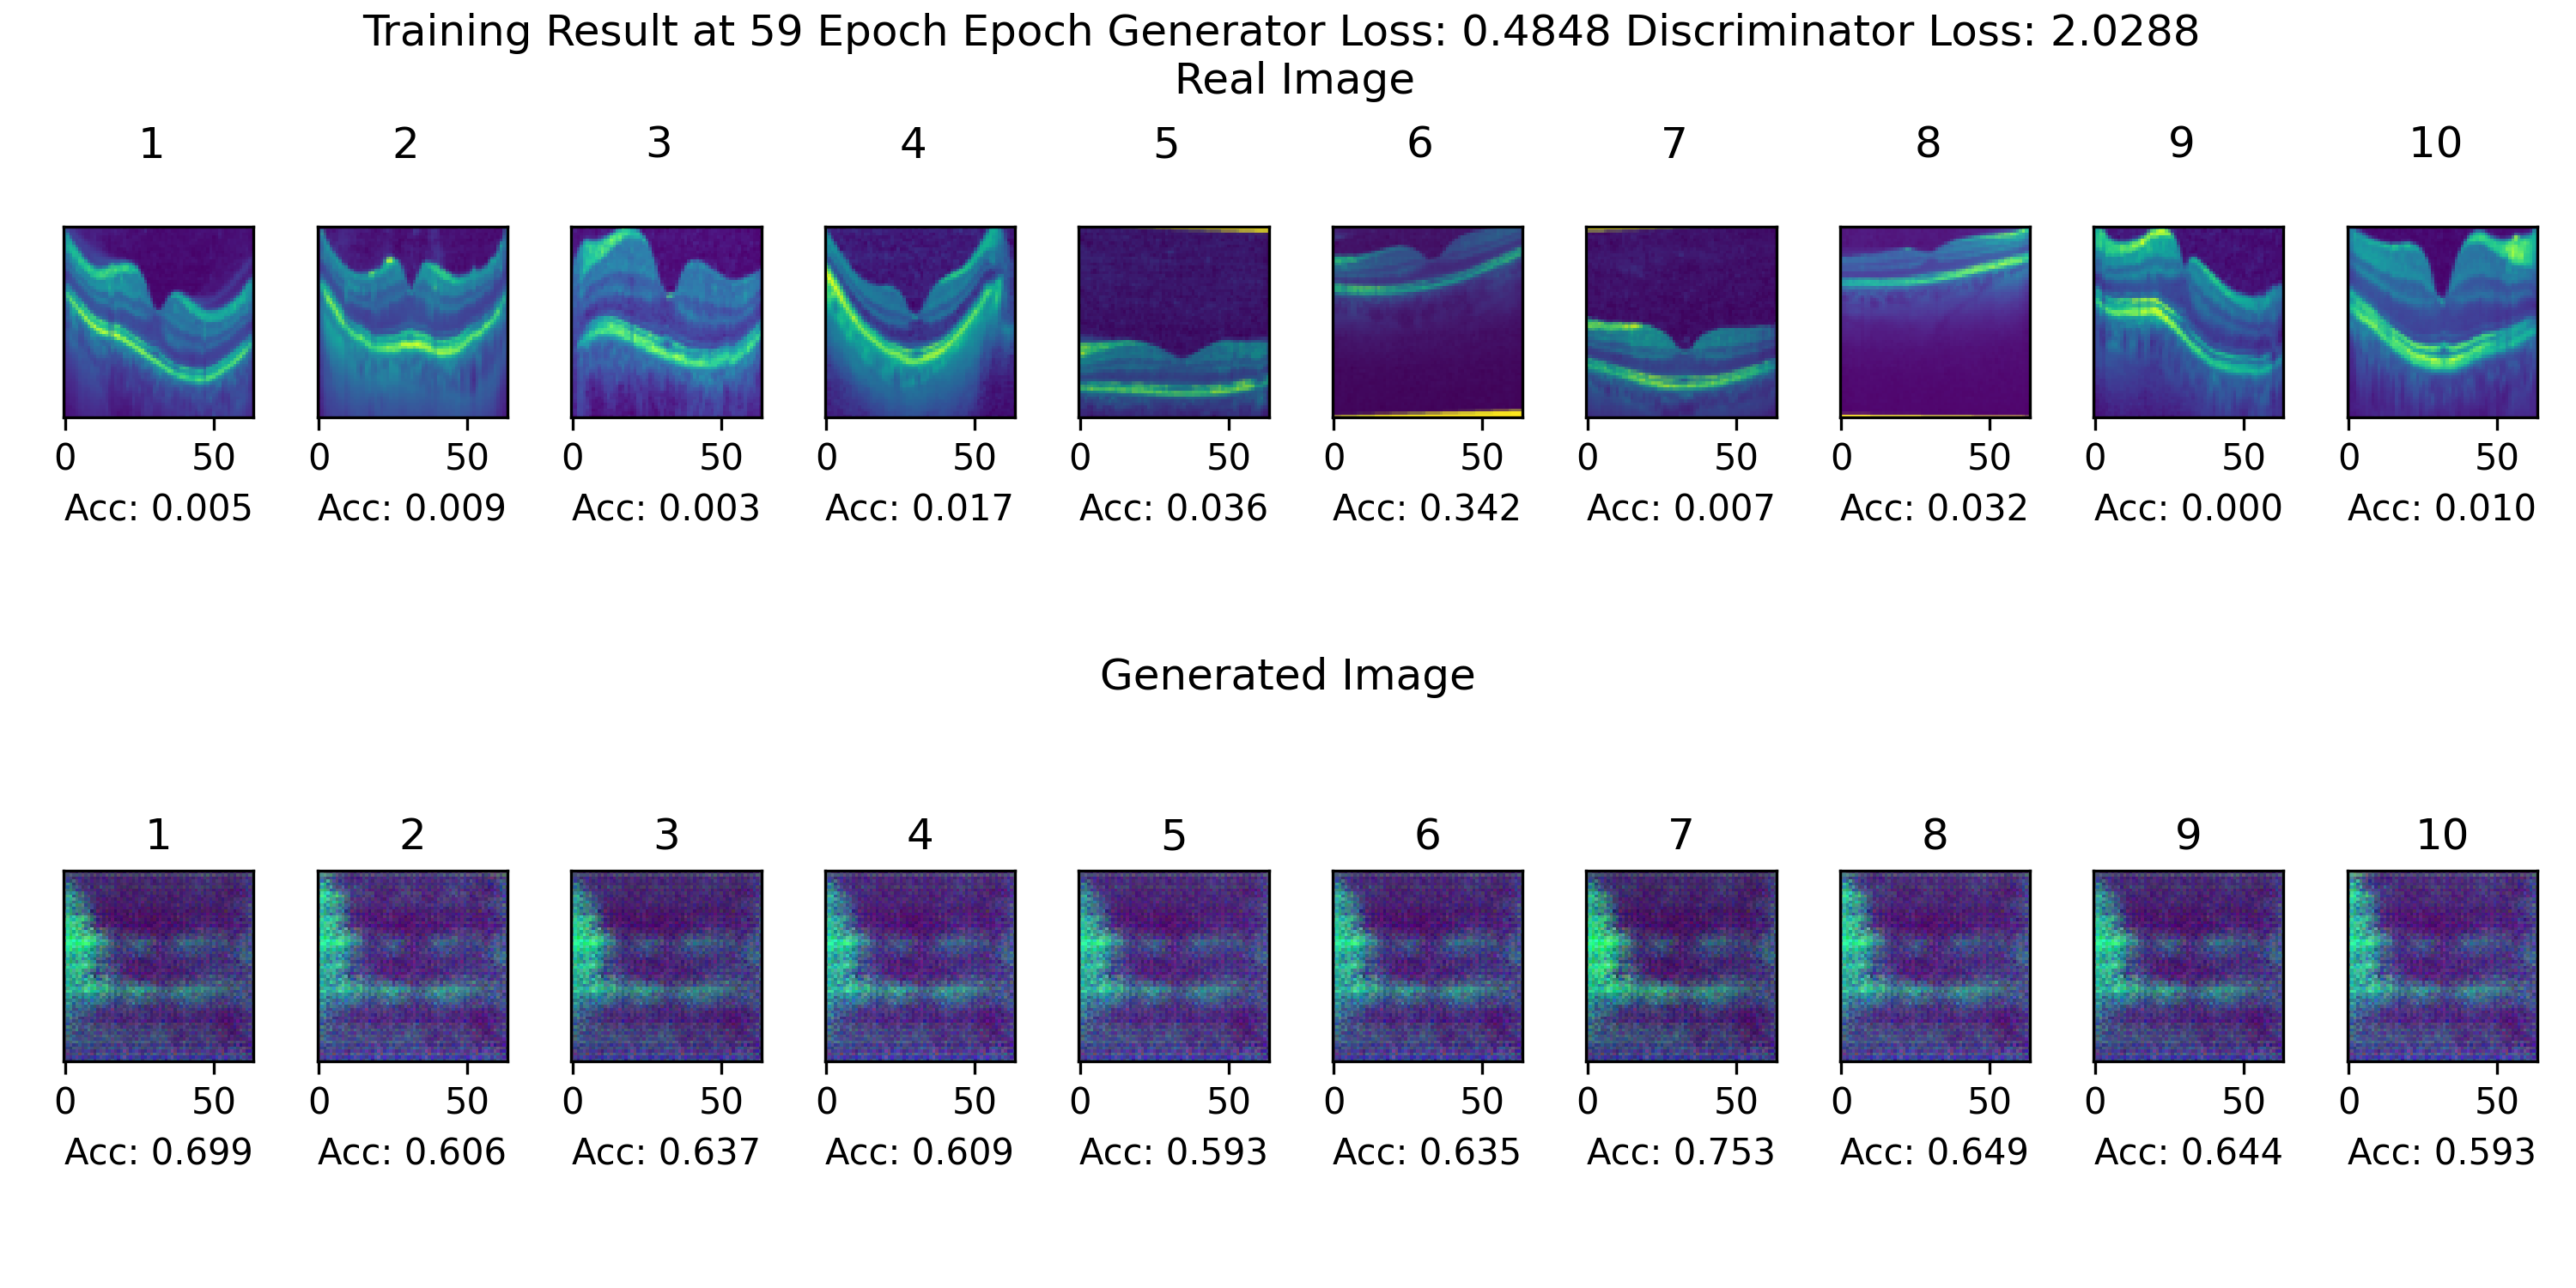 Training Result at 59 Epoch Epoch Generator Loss: 0.4848 Discriminator Loss: 2.0288
Real Image
1 2 3 4 5 6 7 8 9 10
0 50 0 50 0 50 0 50 0 50 0 50 0 50 0 50 0 50 0 50
Acc: 0.005 Acc: 0.009 Acc: 0.003 Acc: 0.017 Acc: 0.036 Acc: 0.342 Acc: 0.007 Acc: 0.032 Acc: 0.000 Acc: 0.010
Generated Image
1 2 3 4 5 6 7 8 9 10
0 50 0 50 0 50 0 50 0 50 0 50 0 50 0 50 0 50 0 50
Acc: 0.699 Acc: 0.606 Acc: 0.637 Acc: 0.609 Acc: 0.593 Acc: 0.635 Acc: 0.753 Acc: 0.649 Acc: 0.644 Acc: 0.593